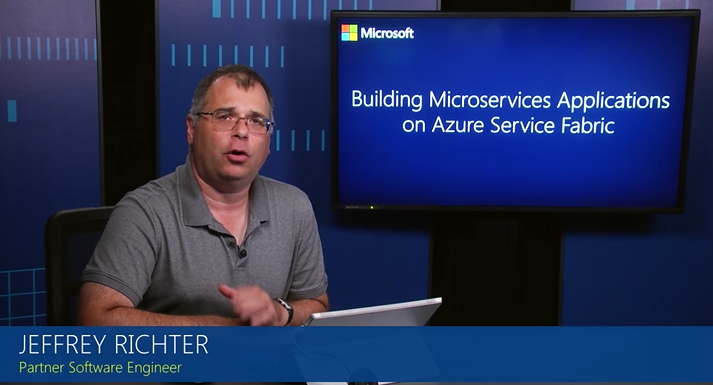 Microsoft
Building Microservices Applications
on Azure Service Fabric
JEFFREY RICHTER
Partner Software Engineer